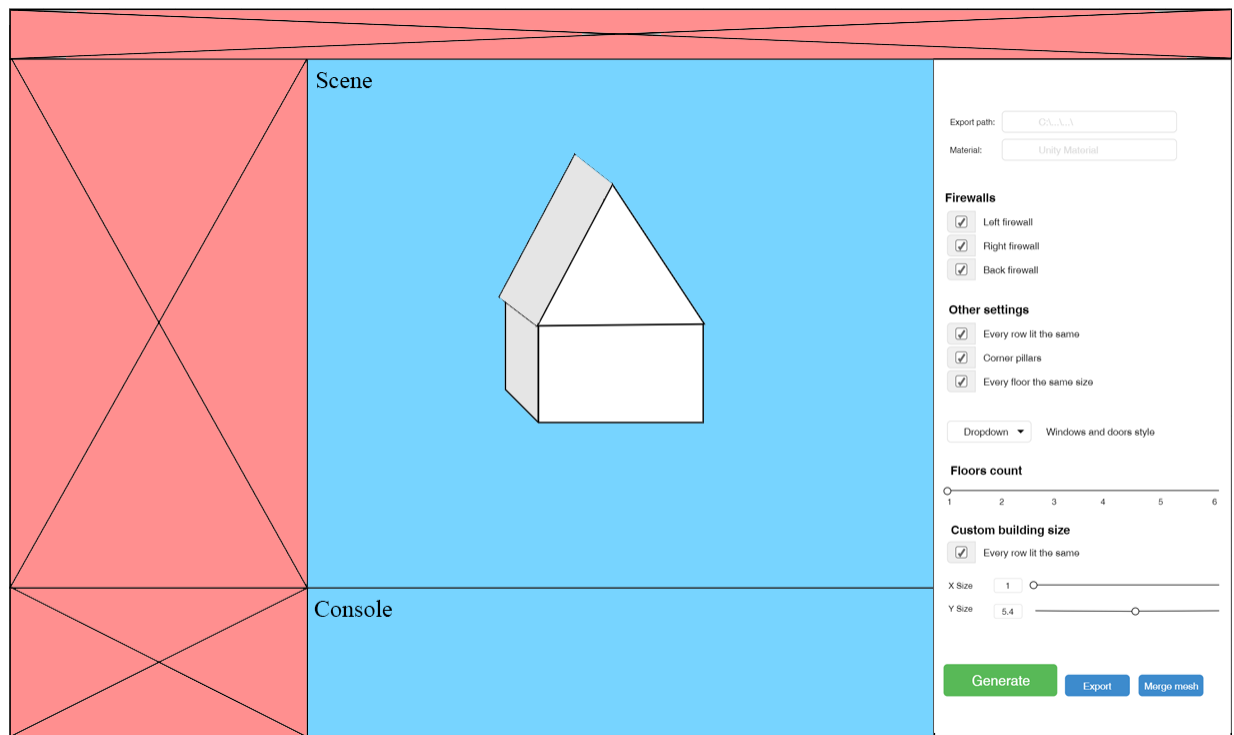 Scene
Export path: C:\...\...\
Material: Unity Material
Firewalls
Left firewall
Right firewall
Back firewall
Other settings
Every row lit the same
Corner pillars
Every floor the same size
Dropdown Windows and doors style
Floors count
1 2 3 4 5 6
Custom building size
Every row lit the same
X Size 1
Y Size 5.4
Generate Export Merge mesh
Console